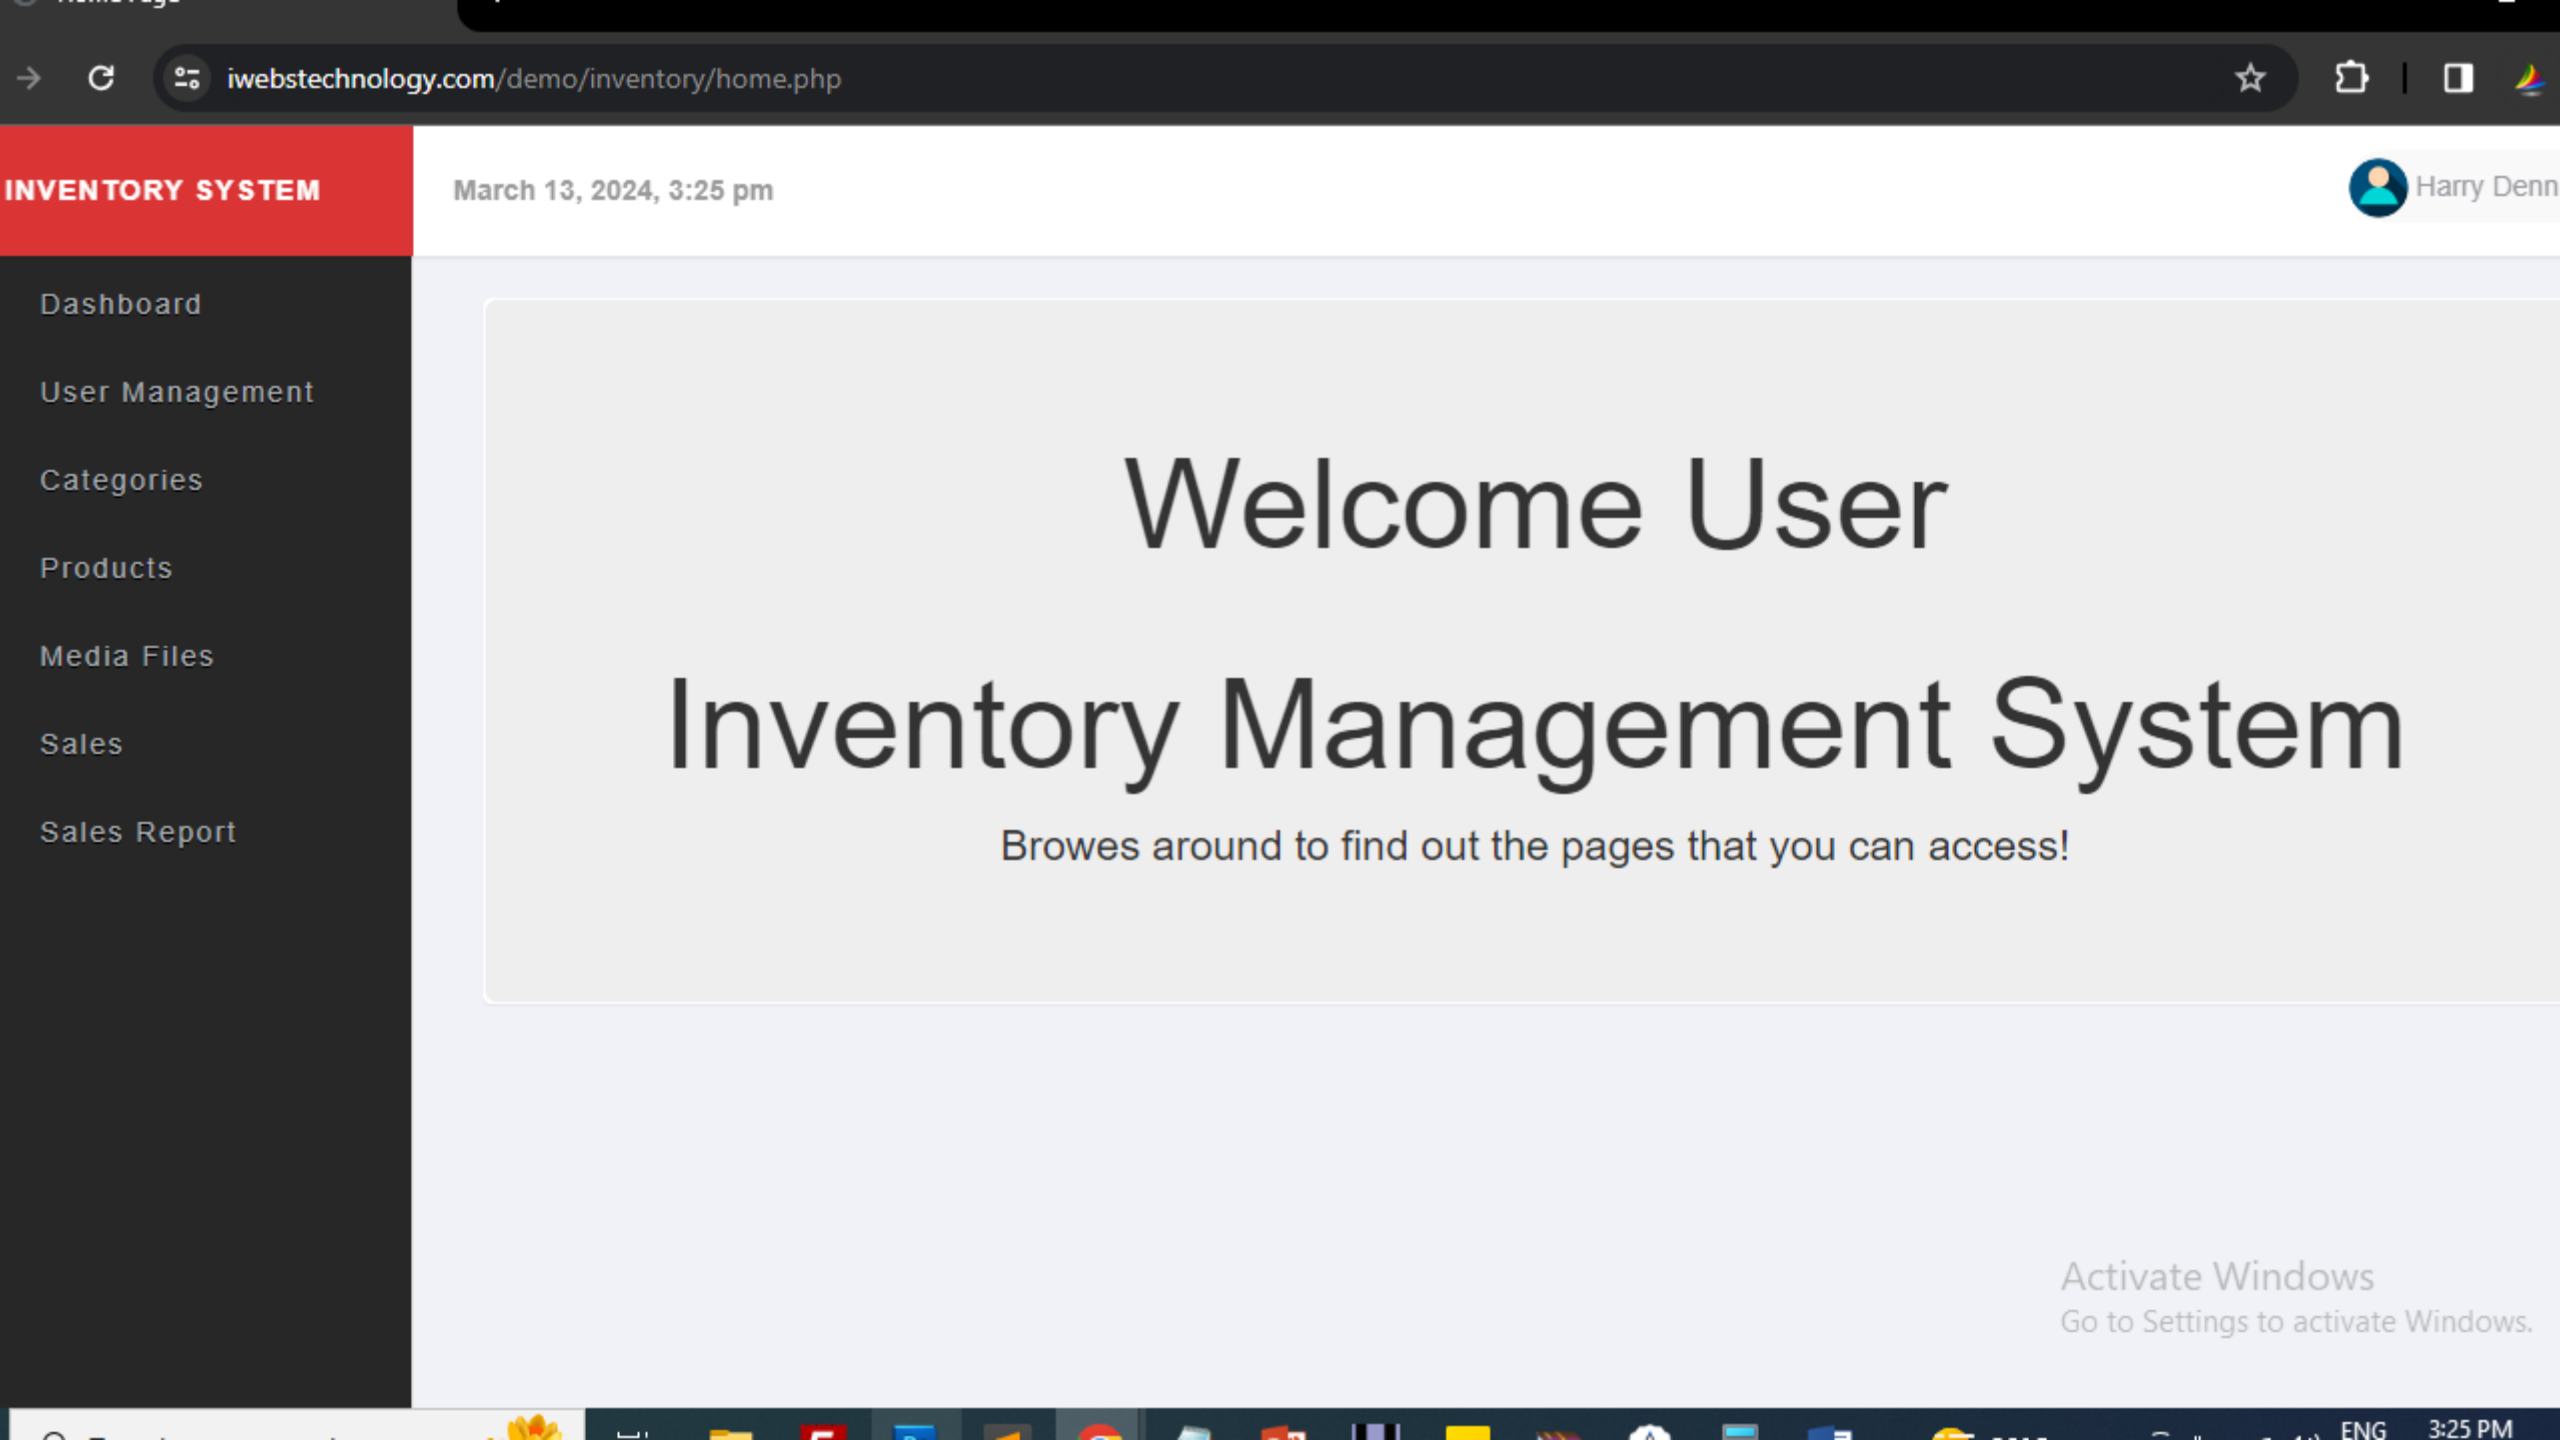 iwebstechnology.com/demo/inventory/home.php
INVENTORY SYSTEM
March 13, 2024, 3:25 pm
Harry Denn
Dashboard
User Management
Categories
Products
Media Files
Sales
Sales Report
Welcome User
Inventory Management System
Browes around to find out the pages that you can access!
Activate Windows
Go to Settings to activate Windows.
ENG
3:25 PM